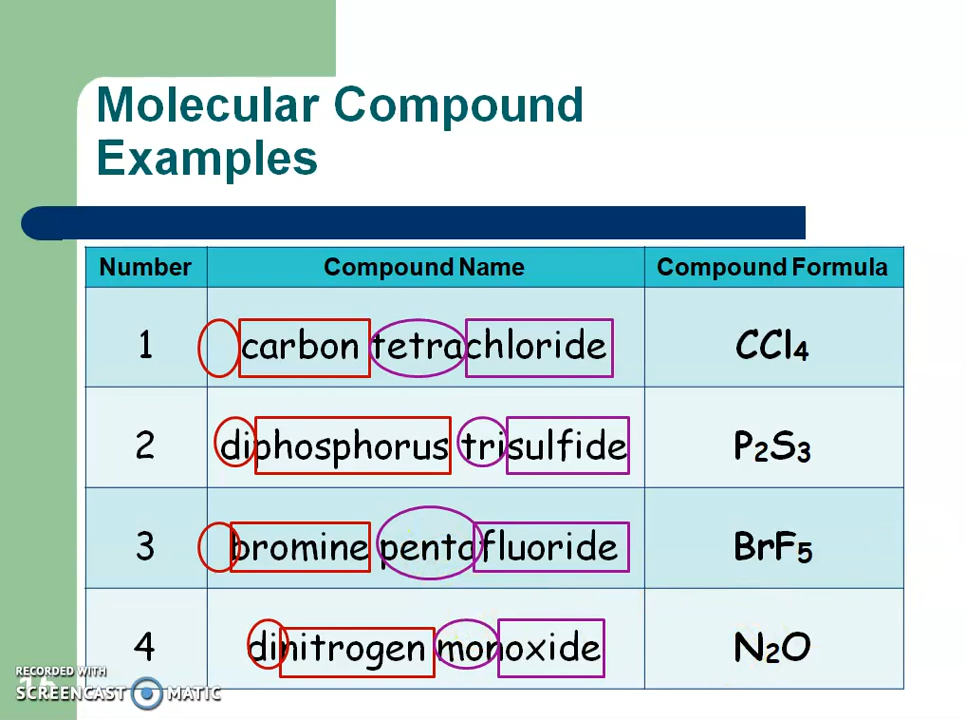 Molecular Compound
Examples
Number Compound Name Compound Formula
1 carbon tetrachloride CCl₄
2 diphosphorus trisulfide P₂S₃
3 bromine pentafluoride BrF₅
4 dinitrogen monoxide N₂O
RECORDED WITH
SCREENCAST MATIC